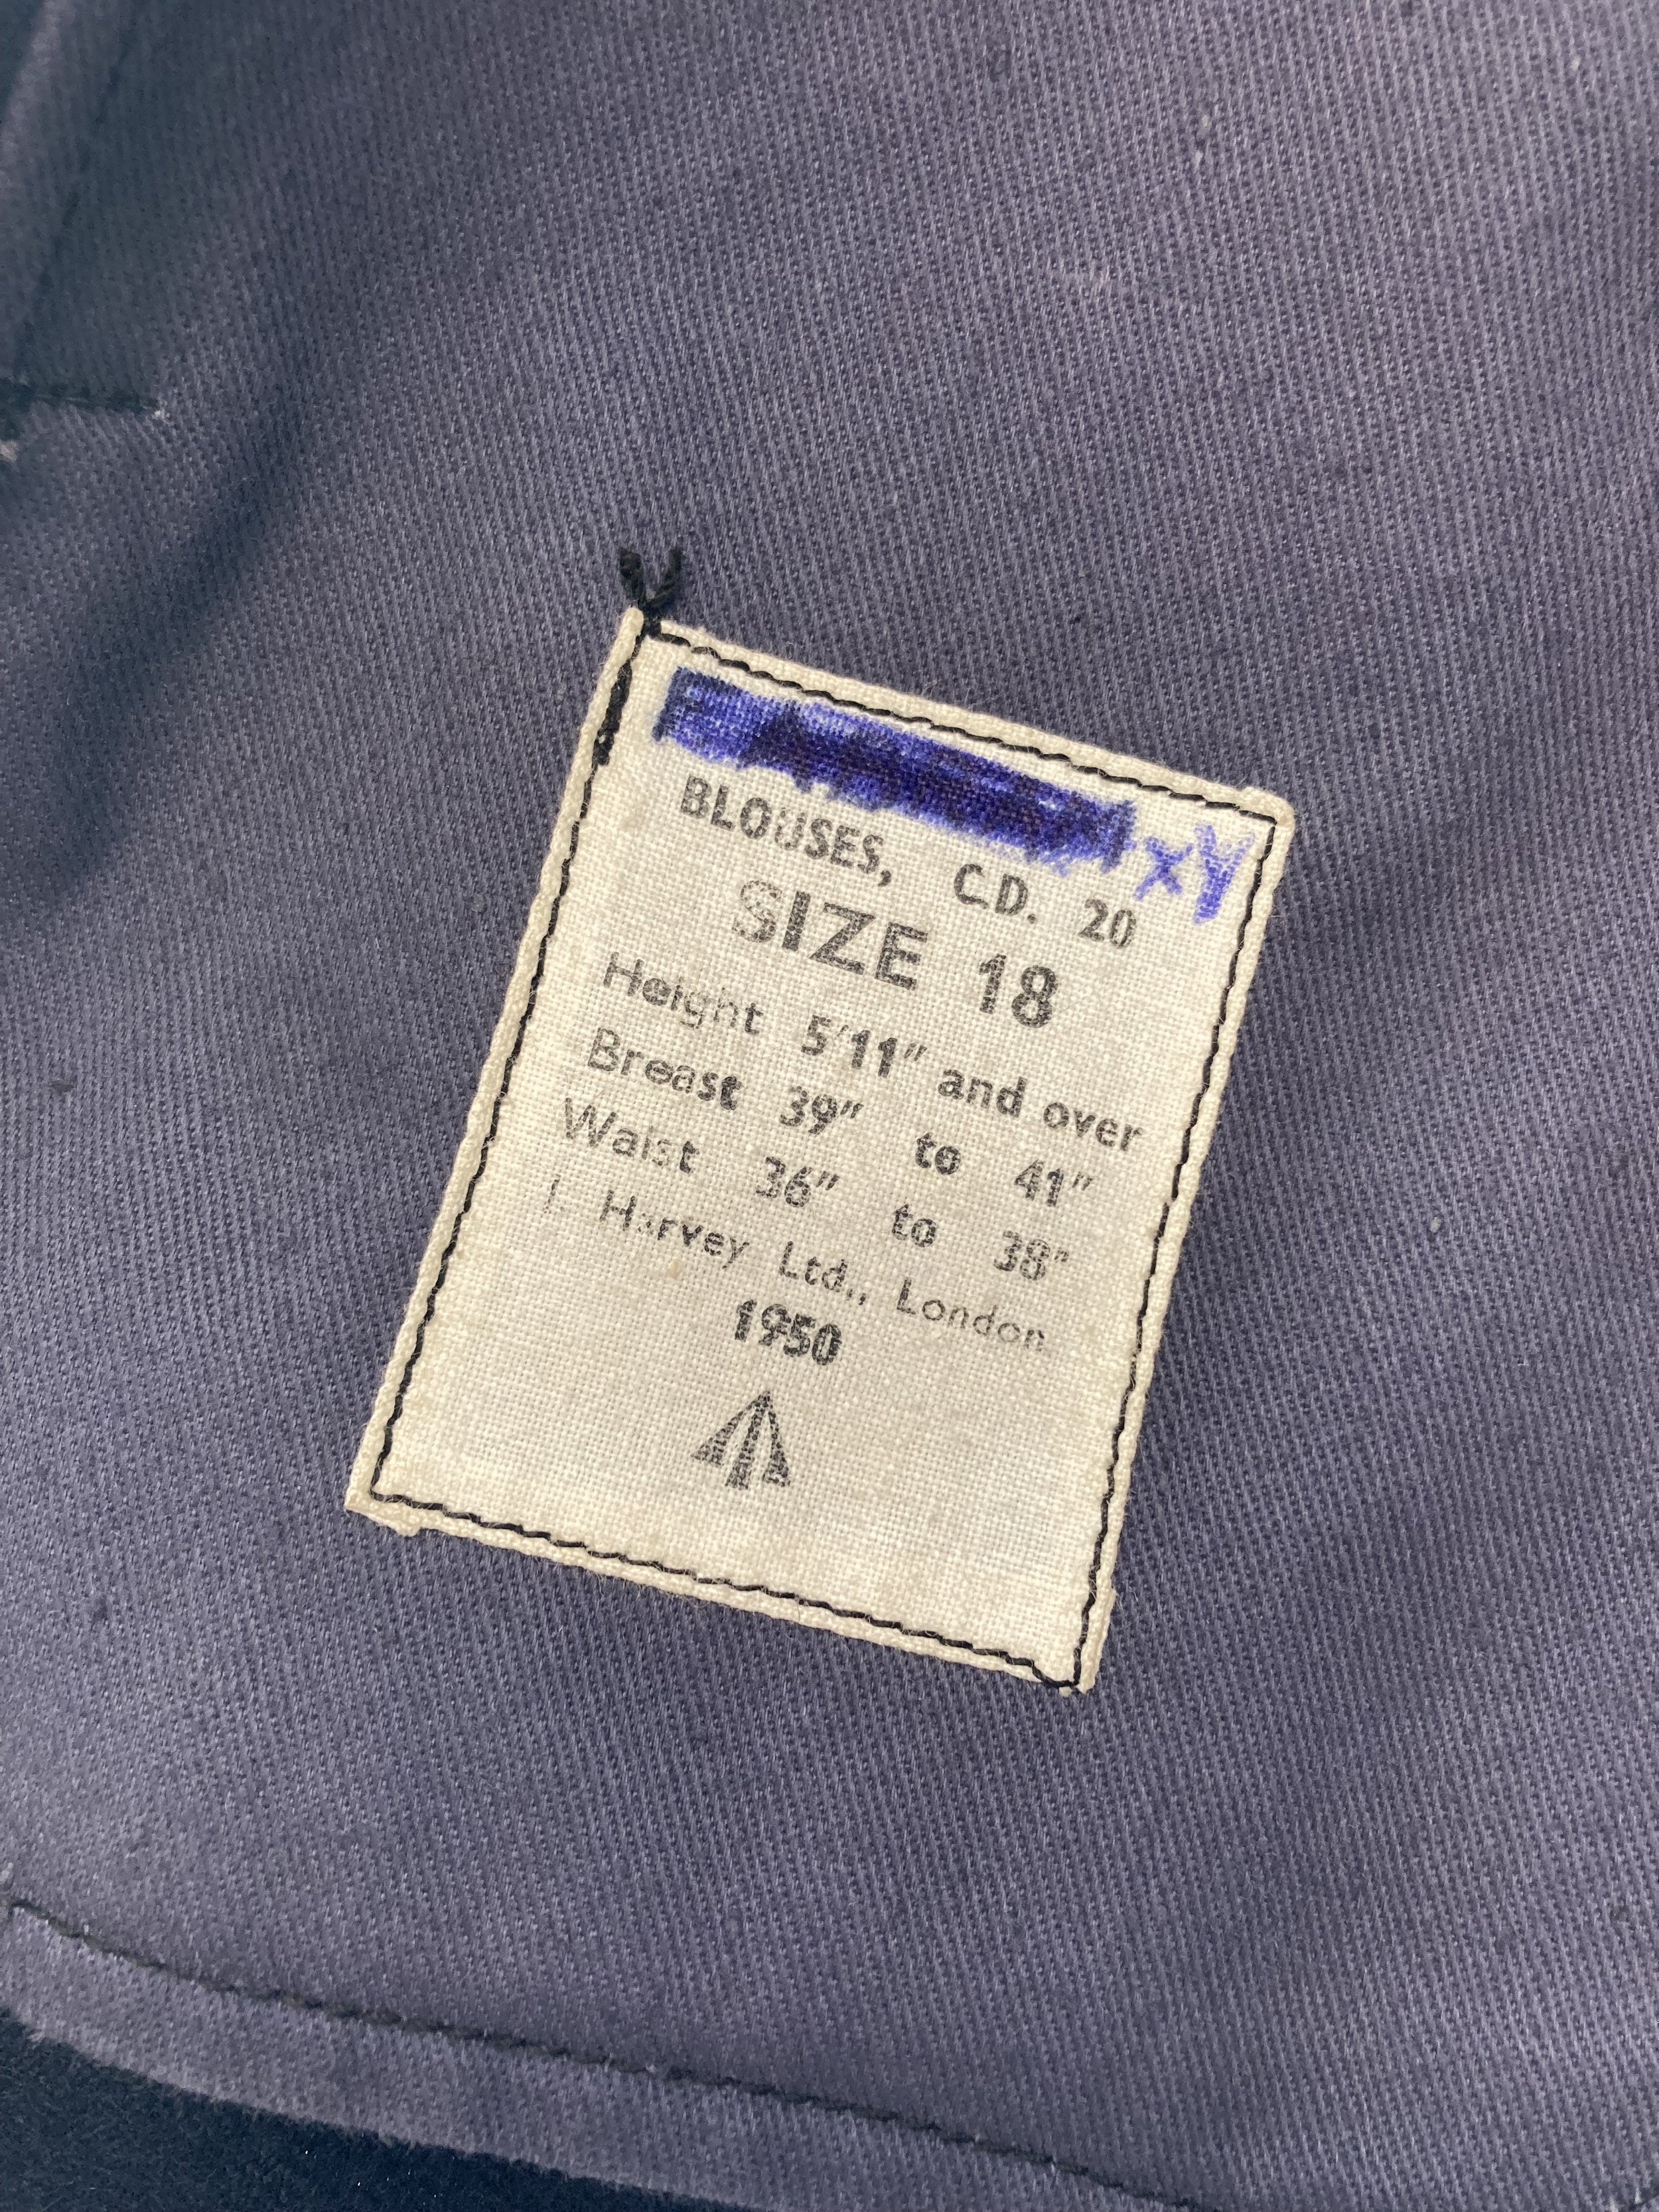 xY
BLOUSES, C.D. 20
SIZE 18
Height 5'11" and over
Breast 39" to 41"
Waist 36" to 38"
Harvey Ltd., London
1950